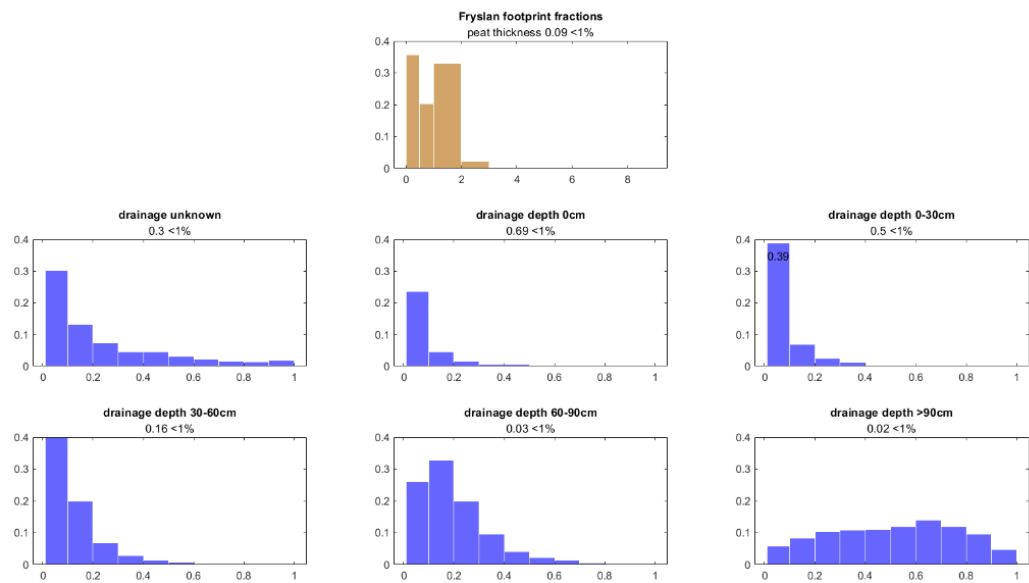 Fryslan footprint fractions
peat thickness 0.09 <1%
0.4
0.3
0.2
0.1
0
0 2 4 6 8
drainage unknown
0.3 <1%
0.4
0.3
0.2
0.1
0
0 0.2 0.4 0.6 0.8 1
drainage depth 0cm
0.69 <1%
0.4
0.3
0.2
0.1
0
0 0.2 0.4 0.6 0.8 1
drainage depth 0-30cm
0.5 <1%
0.4
0.39
0.3
0.2
0.1
0
0 0.2 0.4 0.6 0.8 1
drainage depth 30-60cm
0.16 <1%
0.4
0.3
0.2
0.1
0
0 0.2 0.4 0.6 0.8 1
drainage depth 60-90cm
0.03 <1%
0.4
0.3
0.2
0.1
0
0 0.2 0.4 0.6 0.8 1
drainage depth >90cm
0.02 <1%
0.4
0.3
0.2
0.1
0
0 0.2 0.4 0.6 0.8 1